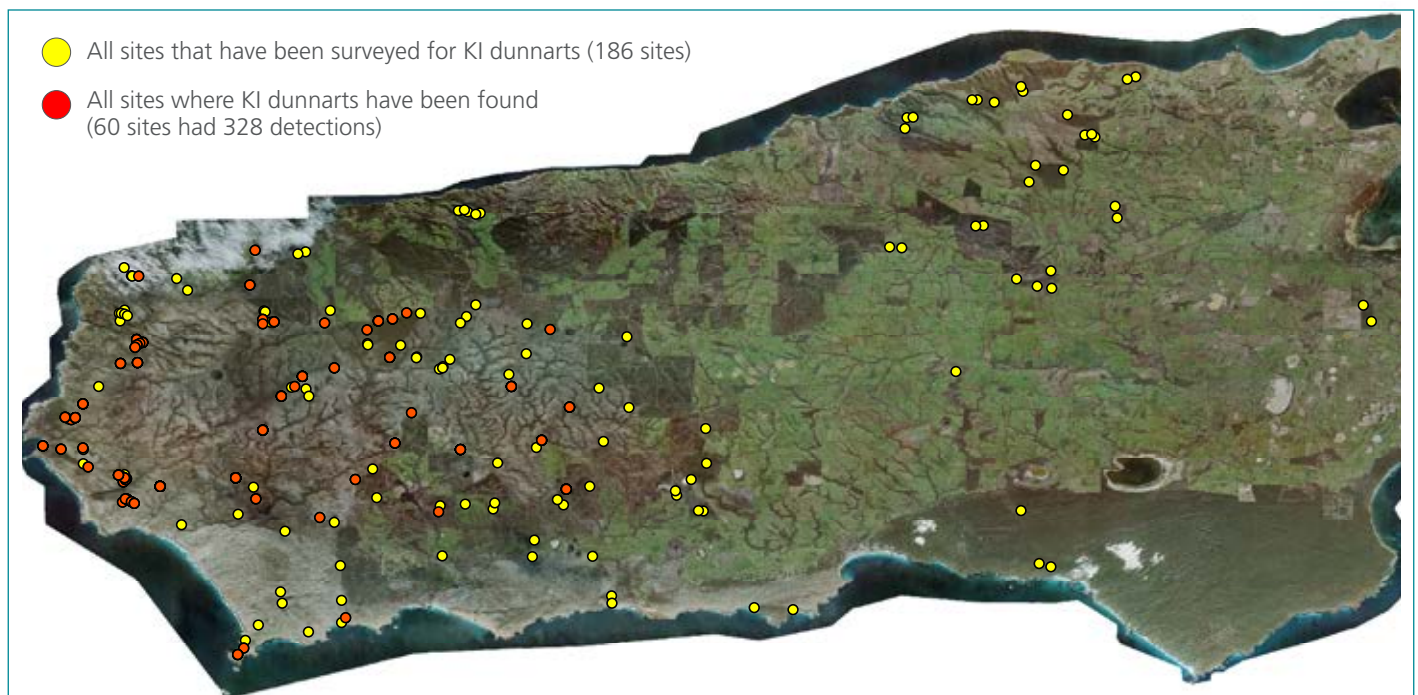 All sites that have been surveyed for KI dunnarts (186 sites)
All sites where KI dunnarts have been found
(60 sites had 328 detections)